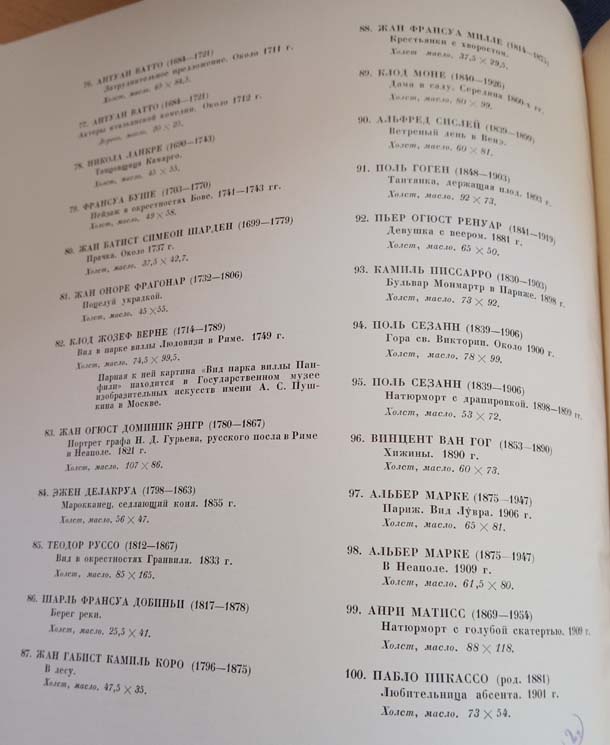 76. АНТУАН ВАТТО (1684—1721)
Затруднительное предложение. Около 1711 г.
Холст, масло. 65 × 84,5.
77. АНТУАН ВАТТО (1684—1721)
Актеры итальянской комедии. Около 1712 г.
Дерево, масло. 20 × 25.
78. НИКОЛА ЛАНКРЕ (1690—1743)
Танцовщица Камарго.
Холст, масло. 45 × 55.
79. ФРАНСУА БУШЕ (1703—1770)
Пейзаж в окрестностях Бове. 1741—1743 гг.
Холст, масло. 49 × 58.
80. ЖАН БАТИСТ СИМЕОН ШАРДЕН (1699—1779)
Прачка. Около 1737 г.
Холст, масло. 37,5 × 42,7.
81. ЖАН ОНОРЕ ФРАГОНАР (1732—1806)
Поцелуй украдкой.
Холст, масло. 45 × 55.
82. КЛОД ЖОЗЕФ ВЕРНЕ (1714—1789)
Вид в парке виллы Людовизи в Риме. 1749 г.
Холст, масло. 74,5 × 99,5.
Парная к ней картина «Вид парка виллы Пан-
фили» находится в Государственном музее
изобразительных искусств имени А. С. Пуш-
кина в Москве.
83. ЖАН ОГЮСТ ДОМИНИК ЭНГР (1780—1867)
Портрет графа Н. Д. Гурьева, русского посла в Риме
и Неаполе. 1821 г.
Холст, масло. 107 × 86.
84. ЭЖЕН ДЕЛАКРУА (1798—1863)
Марокканец, седлающий коня. 1855 г.
Холст, масло. 56 × 47.
85. ТЕОДОР РУССО (1812—1867)
Вид в окрестностях Гранвиля. 1833 г.
Холст, масло. 85 × 165.
86. ШАРЛЬ ФРАНСУА ДОБИНЬИ (1817—1878)
Берег реки.
Холст, масло. 25,5 × 41.
87. ЖАН ГАБИСТ КАМИЛЬ КОРО (1796—1875)
В лесу.
Холст, масло. 47,5 × 35.
88. ЖАН ФРАНСУА МИЛЛЕ (1814—1875)
Крестьянки с хворостом.
Холст, масло. 37,5 × 29,5.
89. КЛОД МОНЕ (1840—1926)
Дама в саду. Середина 1860-х гг.
Холст, масло. 80 × 99.
90. АЛЬФРЕД СИСЛЕЙ (1839—1899)
Ветреный день в Венэ.
Холст, масло. 60 × 81.
91. ПОЛЬ ГОГЕН (1848—1903)
Таитянка, держащая плод. 1893 г.
Холст, масло. 92 × 73.
92. ПЬЕР ОГЮСТ РЕНУАР (1841—1919)
Девушка с веером. 1881 г.
Холст, масло. 65 × 50.
93. КАМИЛЬ ПИССАРРО (1830—1903)
Бульвар Монмартр в Париже. 1898 г.
Холст, масло. 73 × 92.
94. ПОЛЬ СЕЗАНН (1839—1906)
Гора св. Виктории. Около 1900 г.
Холст, масло. 78 × 99.
95. ПОЛЬ СЕЗАНН (1839—1906)
Натюрморт с драпировкой. 1898—1899 гг.
Холст, масло. 53 × 72.
96. ВИНЦЕНТ ВАН ГОГ (1853—1890)
Хижины. 1890 г.
Холст, масло. 60 × 73.
97. АЛЬБЕР МАРКЕ (1875—1947)
Париж. Вид Лувра. 1906 г.
Холст, масло. 65 × 81.
98. АЛЬБЕР МАРКЕ (1875—1947)
В Неаполе. 1909 г.
Холст, масло. 61,5 × 80.
99. АНРИ МАТИСС (1869—1954)
Натюрморт с голубой скатертью. 1909 г.
Холст, масло. 88 × 118.
100. ПАБЛО ПИКАССО (род. 1881)
Любительница абсента. 1901 г.
Холст, масло. 73 × 54.
2.